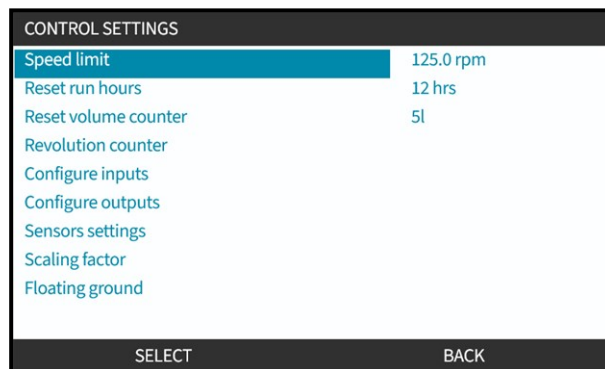 CONTROL SETTINGS
Speed limit 125.0 rpm
Reset run hours 12 hrs
Reset volume counter 5l
Revolution counter
Configure inputs
Configure outputs
Sensors settings
Scaling factor
Floating ground
SELECT BACK